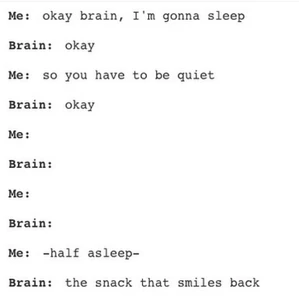 Me: okay brain, I'm gonna sleep
Brain: okay
Me: so you have to be quiet
Brain: okay
Me:
Brain:
Me:
Brain:
Me: -half asleep-
Brain: the snack that smiles back